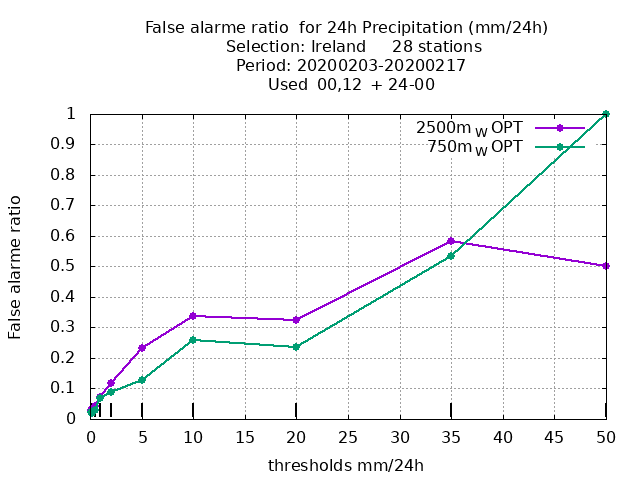 False alarme ratio  for 24h Precipitation (mm/24h)
Selection: Ireland     28 stations
Period: 20200203-20200217
Used  00,12  + 24-00
2500m W OPT
750m W OPT
1
0.9
0.8
0.7
0.6
0.5
0.4
0.3
0.2
0.1
0
False alarme ratio
0 5 10 15 20 25 30 35 40 45 50
thresholds mm/24h